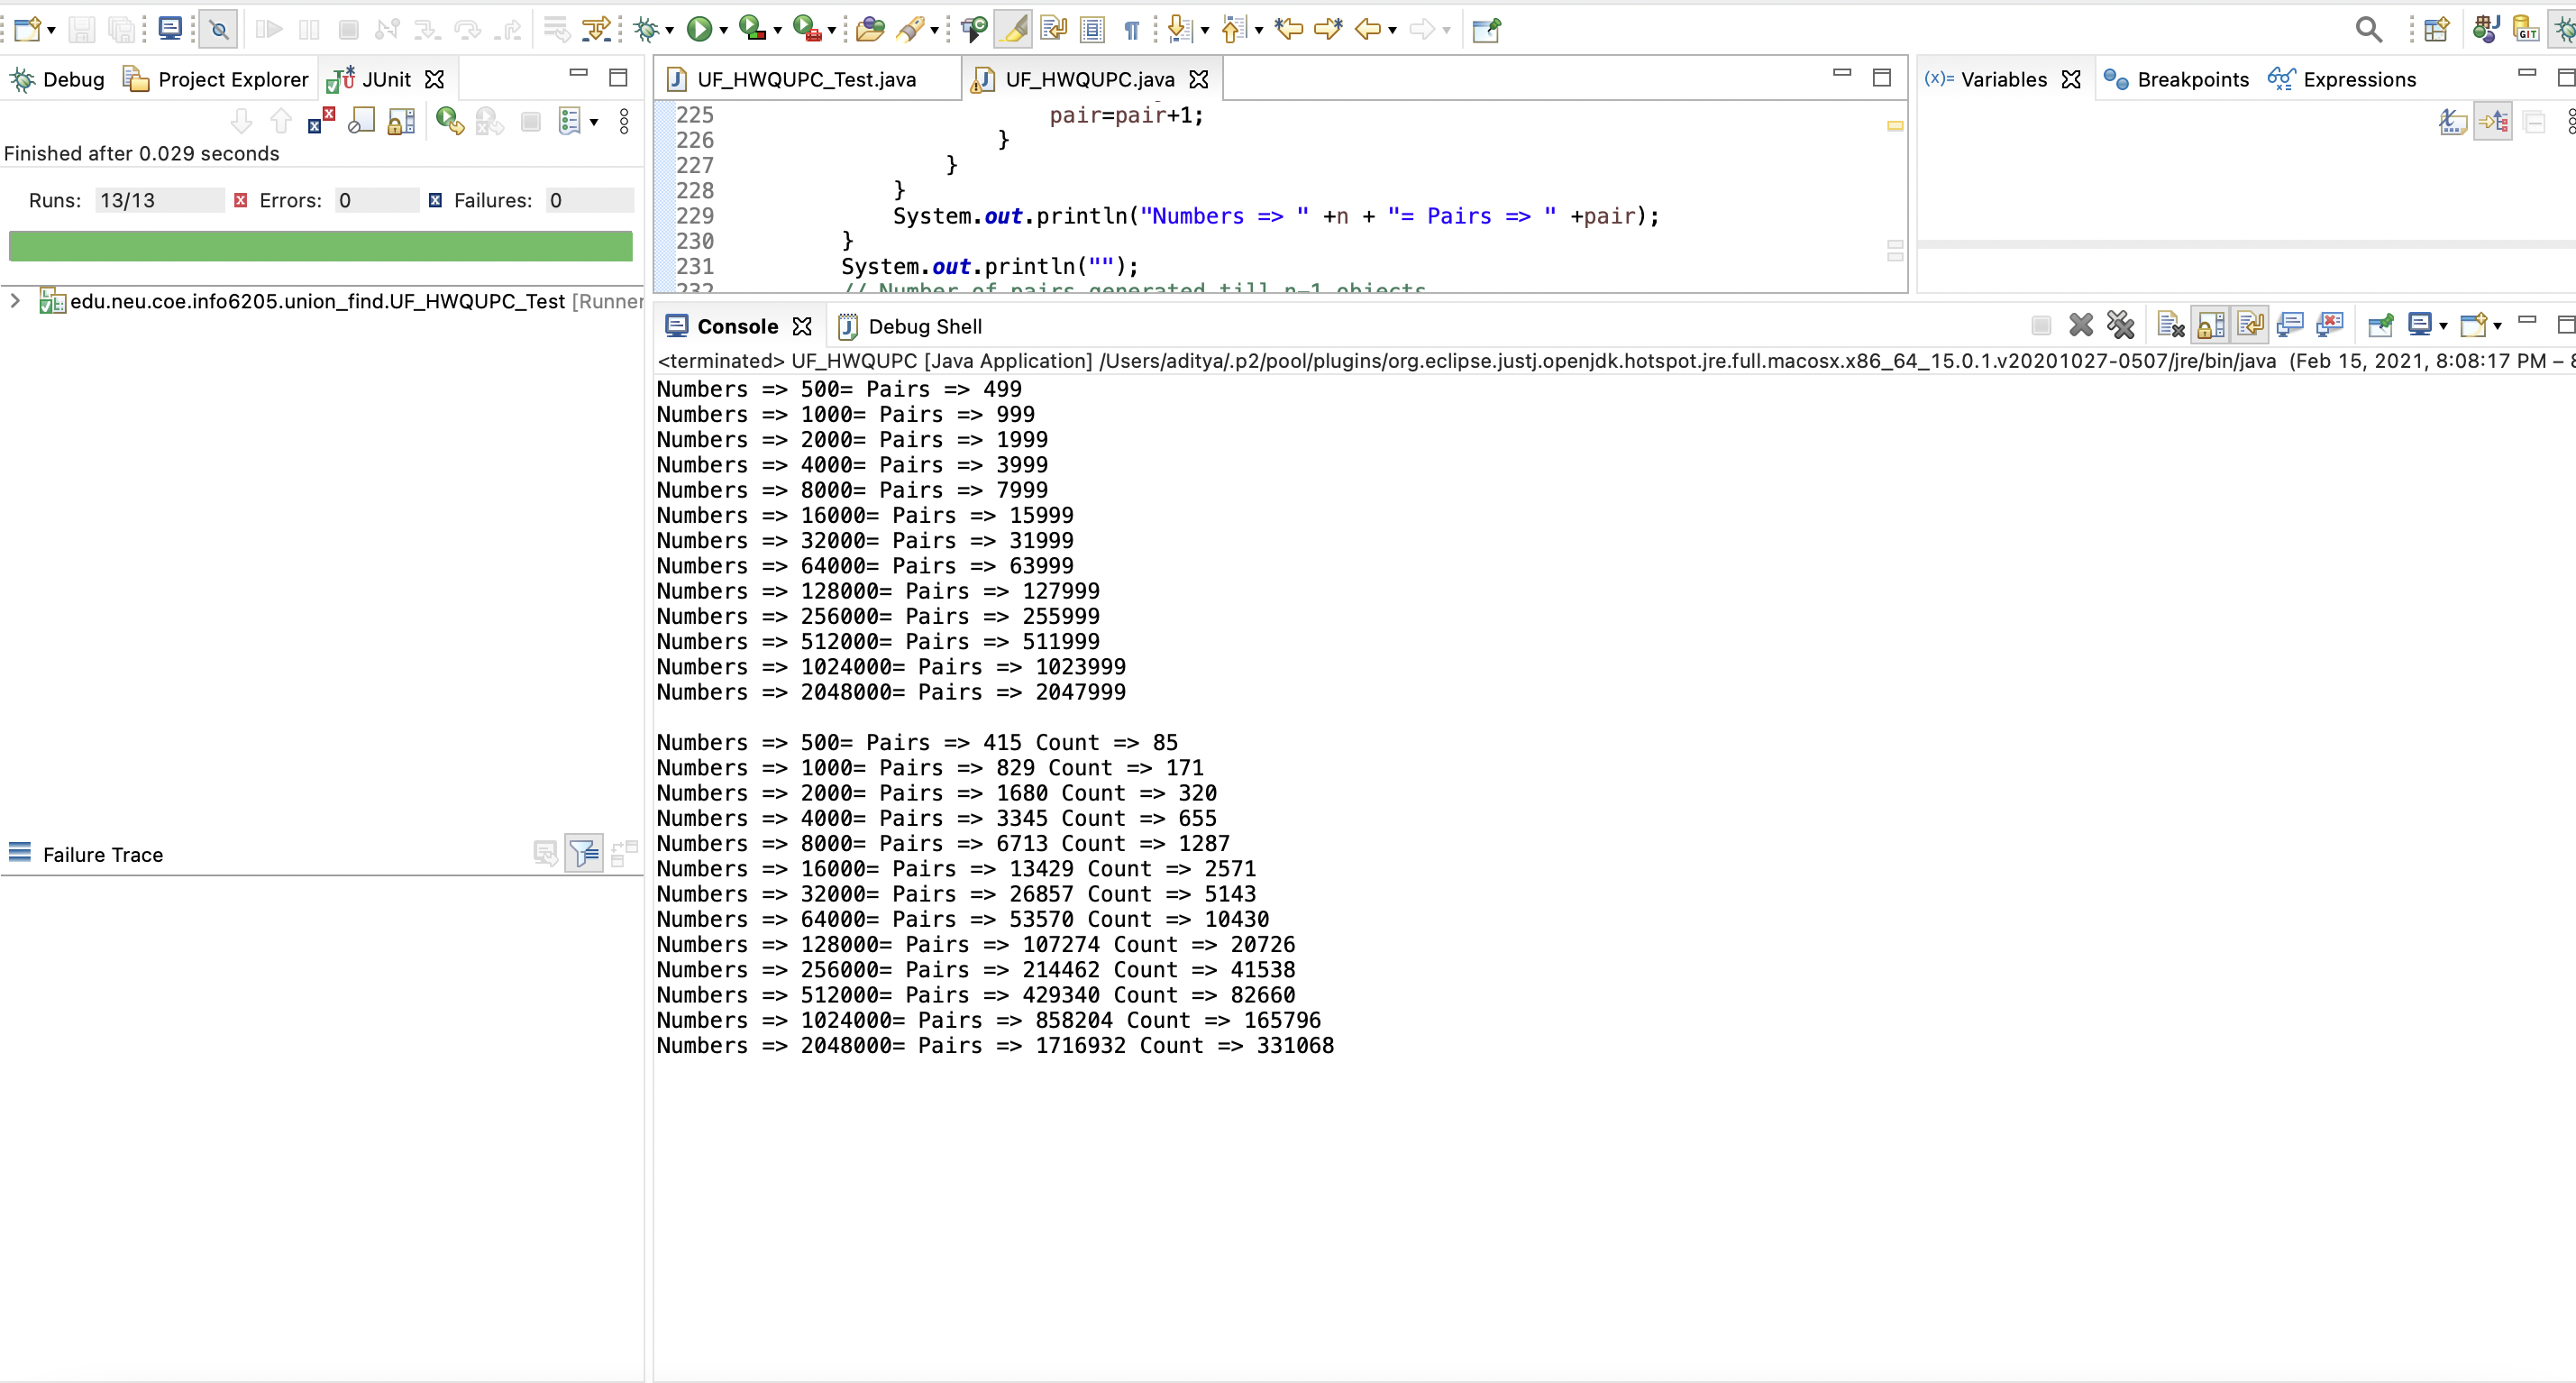 Debug Project Explorer JUnit
Finished after 0.029 seconds
Runs: 13/13 Errors: 0 Failures: 0
edu.neu.coe.info6205.union_find.UF_HWQUPC_Test [Runner
Failure Trace
UF_HWQUPC_Test.java UF_HWQUPC.java
225 pair=pair+1;
226 }
227 }
228 }
229 System.out.println("Numbers => " +n + "= Pairs => " +pair);
230 }
231 System.out.println("");
232 // Number of pairs generated till n-1 objects
(x)= Variables Breakpoints Expressions
Console Debug Shell
<terminated> UF_HWQUPC [Java Application] /Users/aditya/.p2/pool/plugins/org.eclipse.justj.openjdk.hotspot.jre.full.macosx.x86_64_15.0.1.v20201027-0507/jre/bin/java (Feb 15, 2021, 8:08:17 PM – 8
Numbers => 500= Pairs => 499
Numbers => 1000= Pairs => 999
Numbers => 2000= Pairs => 1999
Numbers => 4000= Pairs => 3999
Numbers => 8000= Pairs => 7999
Numbers => 16000= Pairs => 15999
Numbers => 32000= Pairs => 31999
Numbers => 64000= Pairs => 63999
Numbers => 128000= Pairs => 127999
Numbers => 256000= Pairs => 255999
Numbers => 512000= Pairs => 511999
Numbers => 1024000= Pairs => 1023999
Numbers => 2048000= Pairs => 2047999
Numbers => 500= Pairs => 415 Count => 85
Numbers => 1000= Pairs => 829 Count => 171
Numbers => 2000= Pairs => 1680 Count => 320
Numbers => 4000= Pairs => 3345 Count => 655
Numbers => 8000= Pairs => 6713 Count => 1287
Numbers => 16000= Pairs => 13429 Count => 2571
Numbers => 32000= Pairs => 26857 Count => 5143
Numbers => 64000= Pairs => 53570 Count => 10430
Numbers => 128000= Pairs => 107274 Count => 20726
Numbers => 256000= Pairs => 214462 Count => 41538
Numbers => 512000= Pairs => 429340 Count => 82660
Numbers => 1024000= Pairs => 858204 Count => 165796
Numbers => 2048000= Pairs => 1716932 Count => 331068